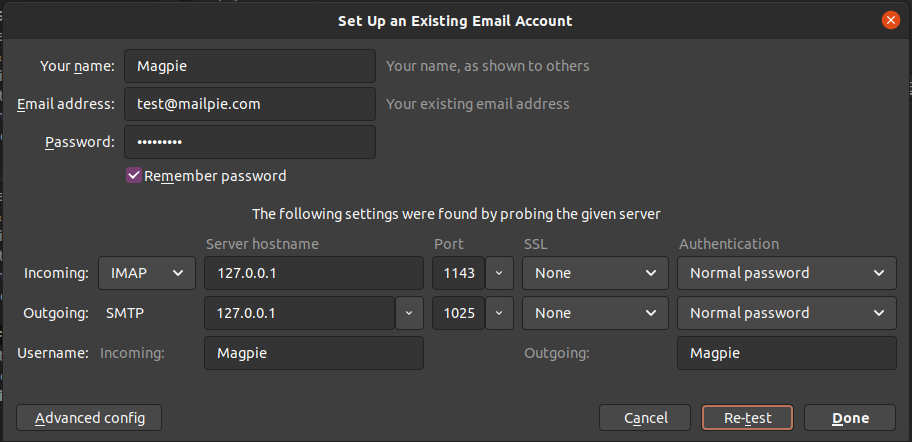 Set Up an Existing Email Account
Your name: Magpie Your name, as shown to others
Email address: test@mailpie.com Your existing email address
Password: •••••••••
Remember password
The following settings were found by probing the given server
Server hostname Port SSL Authentication
Incoming: IMAP 127.0.0.1 1143 None Normal password
Outgoing: SMTP 127.0.0.1 1025 None Normal password
Username: Incoming: Magpie Outgoing: Magpie
Advanced config Cancel Re-test Done